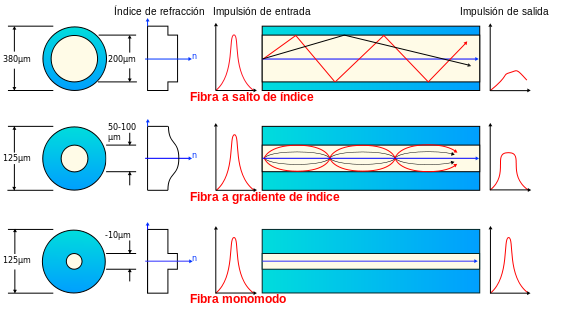 Índice de refracción Impulsión de entrada Impulsión de salida
380µm 200µm n
Fibra a salto de índice
50-100
µm
125µm n
Fibra a gradiente de índice
-10µm
125µm n
Fibra monomodo